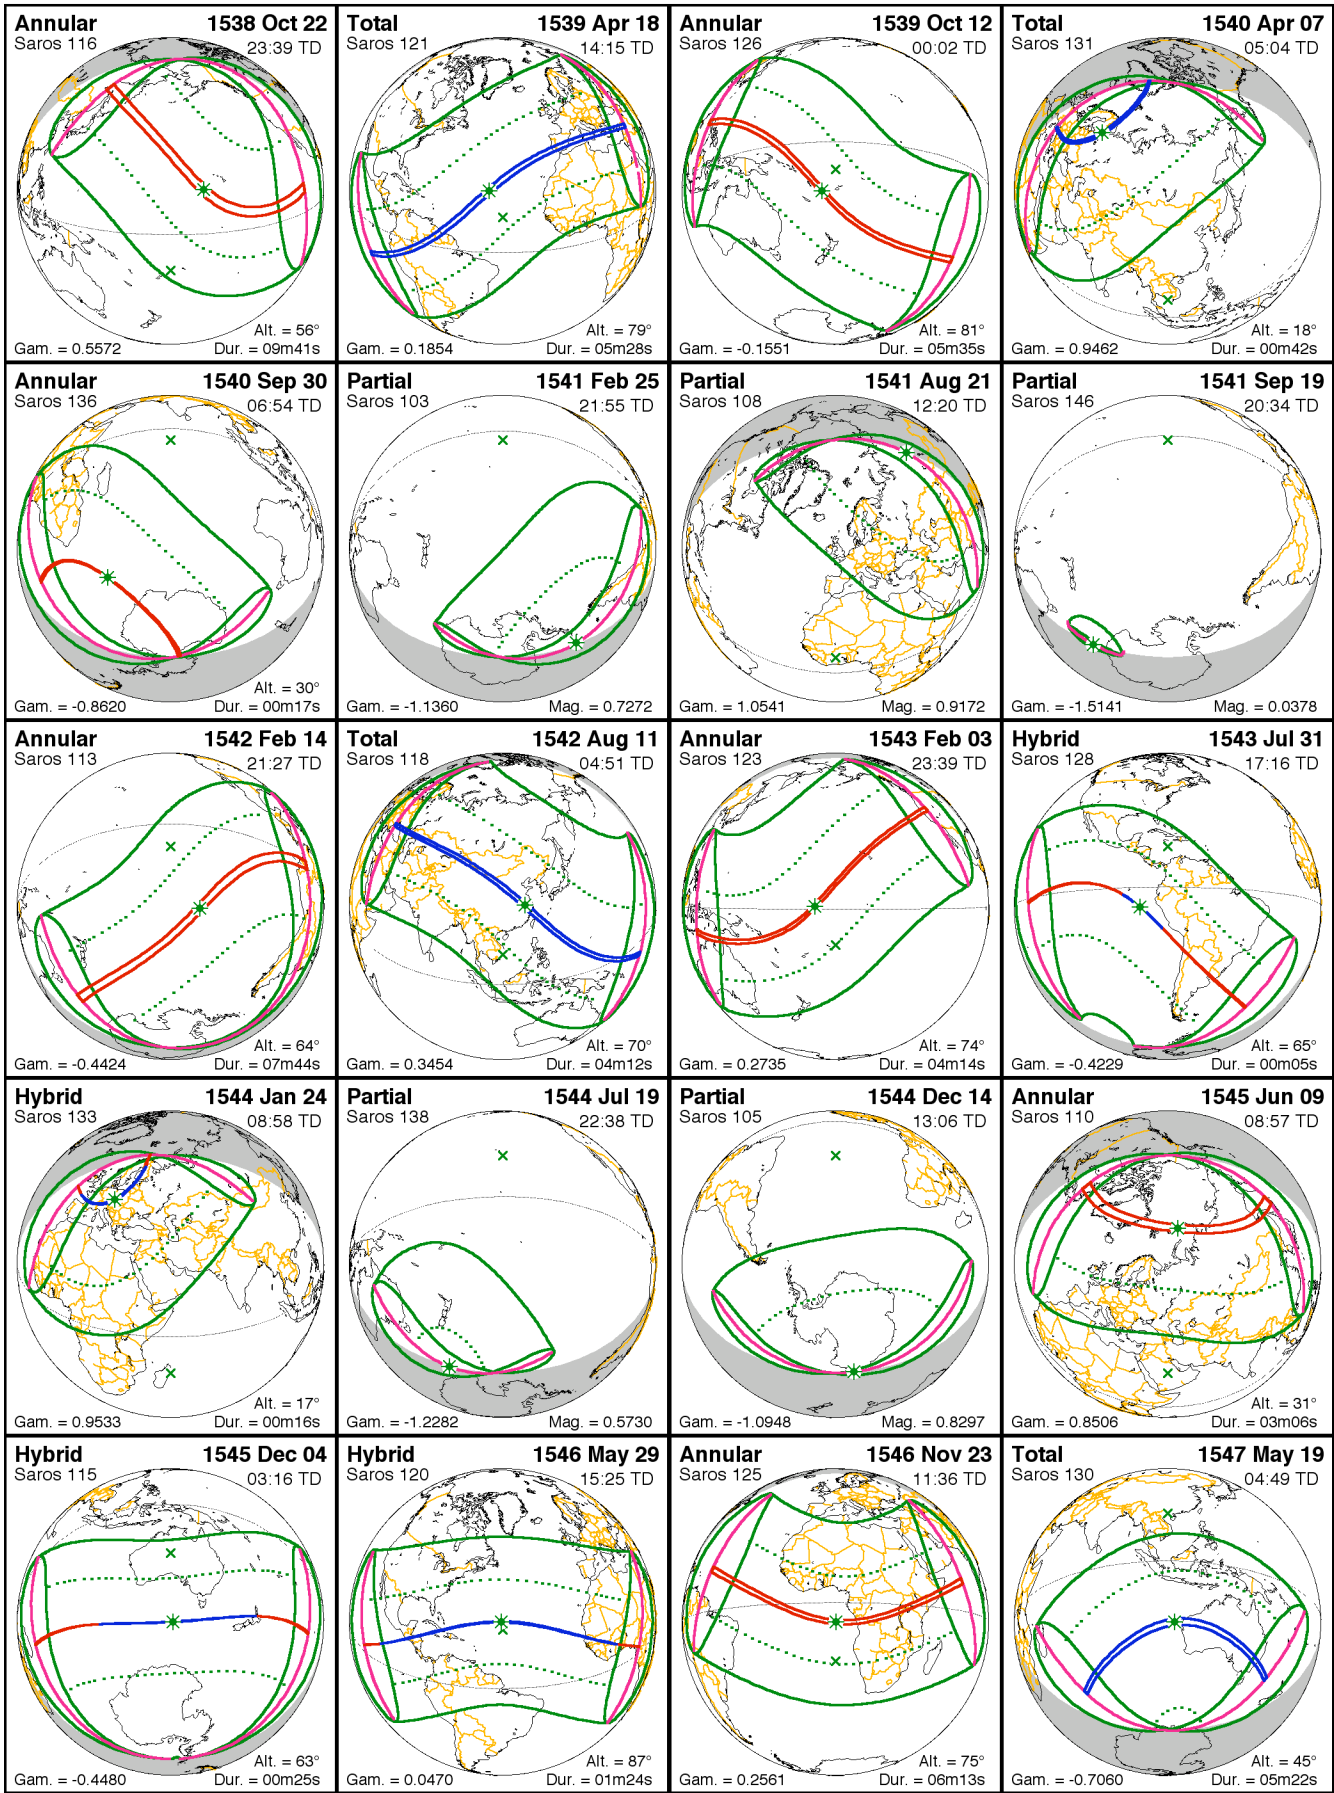 Annular 1538 Oct 22
Saros 116 23:39 TD
Alt. = 56°
Gam. = 0.5572 Dur. = 09m41s
Total 1539 Apr 18
Saros 121 14:15 TD
Alt. = 79°
Gam. = 0.1854 Dur. = 05m28s
Annular 1539 Oct 12
Saros 126 00:02 TD
Alt. = 81°
Gam. = -0.1551 Dur. = 05m35s
Total 1540 Apr 07
Saros 131 05:04 TD
Alt. = 18°
Gam. = 0.9462 Dur. = 00m42s
Annular 1540 Sep 30
Saros 136 06:54 TD
Alt. = 30°
Gam. = -0.8620 Dur. = 00m17s
Partial 1541 Feb 25
Saros 103 21:55 TD
Gam. = -1.1360 Mag. = 0.7272
Partial 1541 Aug 21
Saros 108 12:20 TD
Gam. = 1.0541 Mag. = 0.9172
Partial 1541 Sep 19
Saros 146 20:34 TD
Gam. = -1.5141 Mag. = 0.0378
Annular 1542 Feb 14
Saros 113 21:27 TD
Alt. = 64°
Gam. = -0.4424 Dur. = 07m44s
Total 1542 Aug 11
Saros 118 04:51 TD
Alt. = 70°
Gam. = 0.3454 Dur. = 04m12s
Annular 1543 Feb 03
Saros 123 23:39 TD
Alt. = 74°
Gam. = 0.2735 Dur. = 04m14s
Hybrid 1543 Jul 31
Saros 128 17:16 TD
Alt. = 65°
Gam. = -0.4229 Dur. = 00m05s
Hybrid 1544 Jan 24
Saros 133 08:58 TD
Alt. = 17°
Gam. = 0.9533 Dur. = 00m16s
Partial 1544 Jul 19
Saros 138 22:38 TD
Gam. = -1.2282 Mag. = 0.5730
Partial 1544 Dec 14
Saros 105 13:06 TD
Gam. = -1.0948 Mag. = 0.8297
Annular 1545 Jun 09
Saros 110 08:57 TD
Alt. = 31°
Gam. = 0.8506 Dur. = 03m06s
Hybrid 1545 Dec 04
Saros 115 03:16 TD
Alt. = 63°
Gam. = -0.4480 Dur. = 00m25s
Hybrid 1546 May 29
Saros 120 15:25 TD
Alt. = 87°
Gam. = 0.0470 Dur. = 01m24s
Annular 1546 Nov 23
Saros 125 11:36 TD
Alt. = 75°
Gam. = 0.2561 Dur. = 06m13s
Total 1547 May 19
Saros 130 04:49 TD
Alt. = 45°
Gam. = -0.7060 Dur. = 05m22s